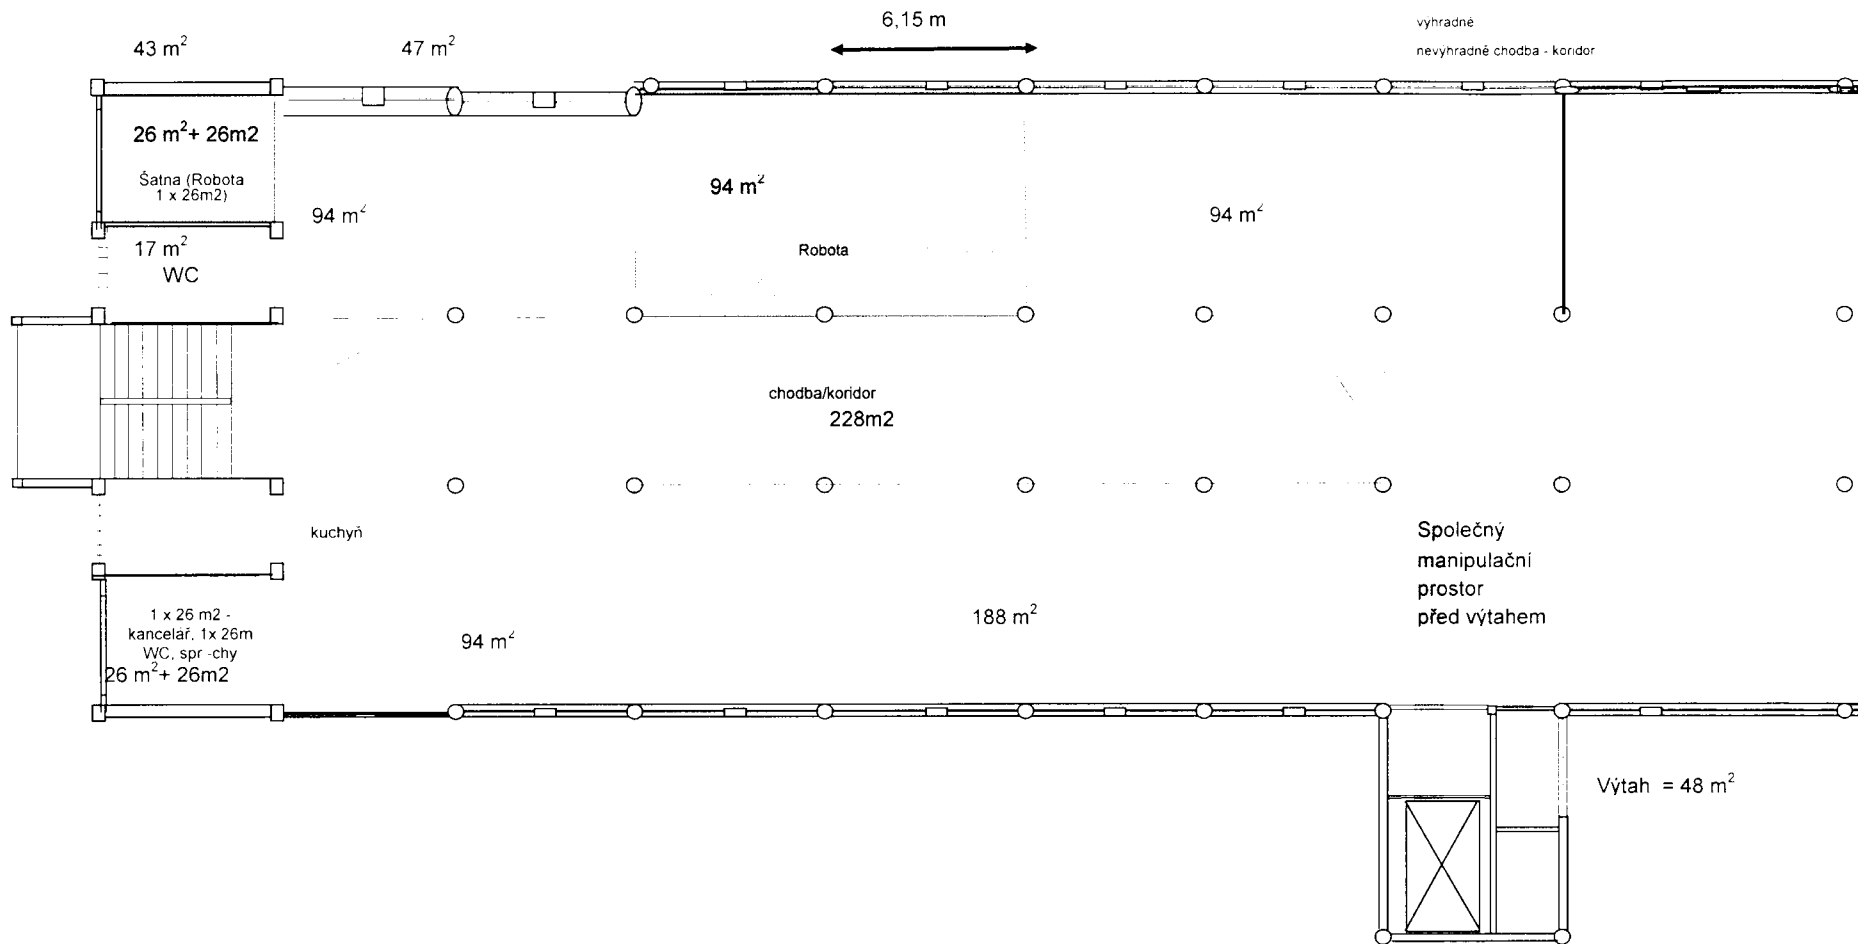 6,15 m
výhradné
43 m²
47 m²
nevýhradné chodba - koridor
26 m²+ 26m2
Šatna (Robota
1 x 26m2)
94 m²
94 m²
94 m²
17 m²
WC
Robota
chodba/koridor
228m2
kuchyň
Společný
manipulační
prostor
před výtahem
1 x 26 m2 -
kancelář, 1x 26m
WC, spr -chy
26 m²+ 26m2
94 m²
188 m²
Výtah = 48 m²